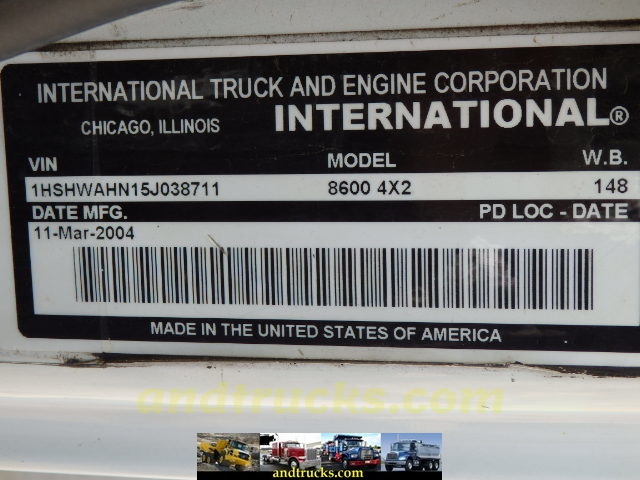 INTERNATIONAL TRUCK AND ENGINE CORPORATION
CHICAGO, ILLINOIS INTERNATIONAL®
VIN MODEL W.B.
1HSHWAHN15J038711 8600 4X2 148
DATE MFG. PD LOC - DATE
11-Mar-2004
MADE IN THE UNITED STATES OF AMERICA
andtrucks.com
andtrucks.com